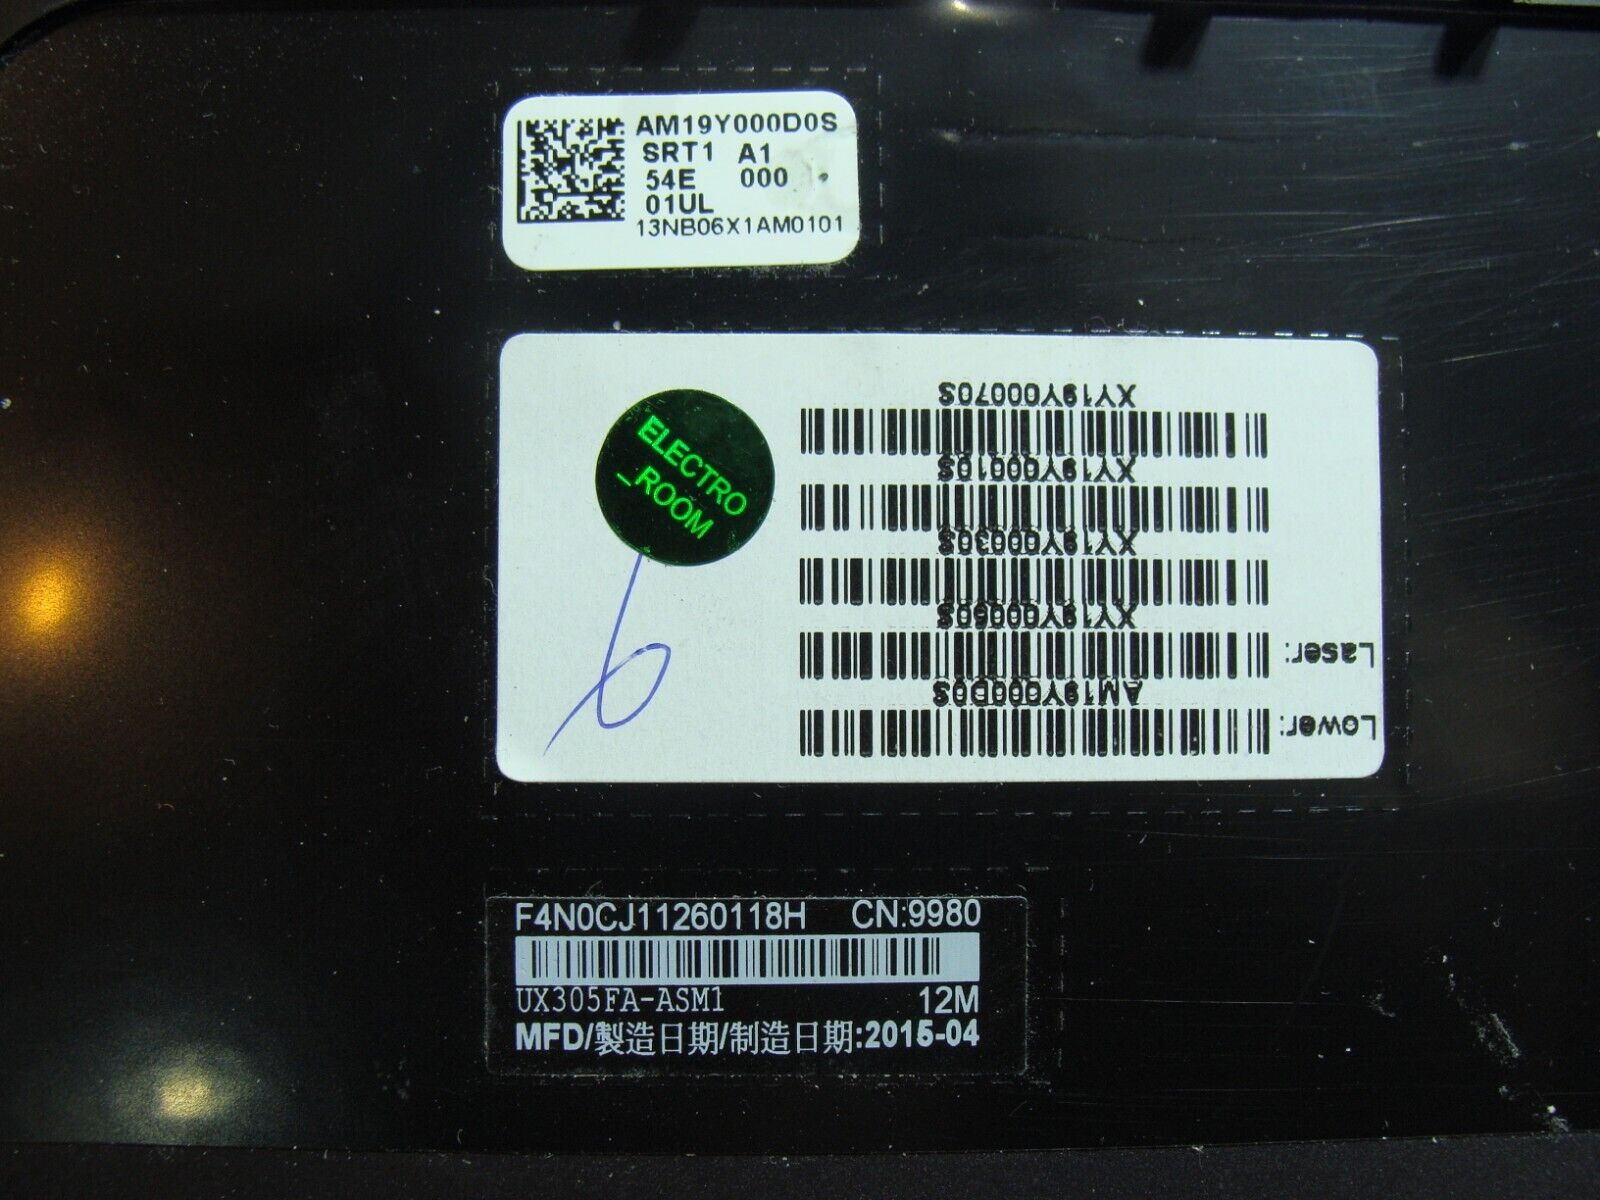 AM19Y000D0S
SRT1 A1
54E 000
01UL
13NB06X1AM0101
ELECTRO
_ROOM
6
XY19Y00070S
XY19Y00010S
XY19Y00030S
XY19Y00060S
Laser:
AM19Y000D0S
Lower:
F4N0CJ11260118H CN:9980
UX305FA-ASM1 12M
MFD/製造日期/制造日期:2015-04